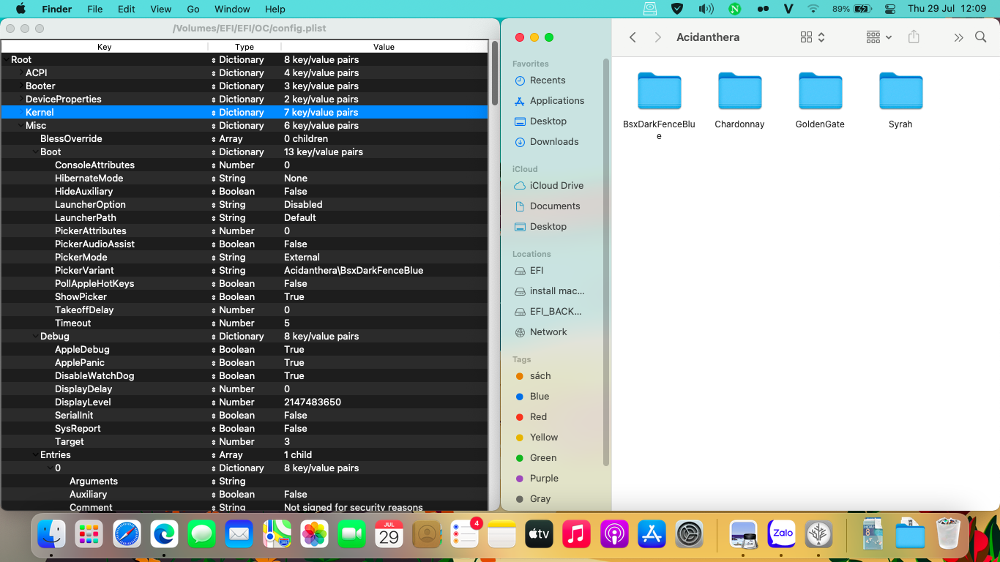 Finder File Edit View Go Window Help 89% Thu 29 Jul 12:09
/Volumes/EFI/EFI/OC/config.plist
Key Type Value
Root Dictionary 8 key/value pairs
ACPI Dictionary 4 key/value pairs
Booter Dictionary 3 key/value pairs
DeviceProperties Dictionary 2 key/value pairs
Kernel Dictionary 7 key/value pairs
Misc Dictionary 6 key/value pairs
BlessOverride Array 0 children
Boot Dictionary 13 key/value pairs
ConsoleAttributes Number 0
HibernateMode String None
HideAuxiliary Boolean False
LauncherOption String Disabled
LauncherPath String Default
PickerAttributes Number 0
PickerAudioAssist Boolean False
PickerMode String External
PickerVariant String Acidanthera\BsxDarkFenceBlue
PollAppleHotKeys Boolean False
ShowPicker Boolean True
TakeoffDelay Number 0
Timeout Number 5
Debug Dictionary 8 key/value pairs
AppleDebug Boolean True
ApplePanic Boolean True
DisableWatchDog Boolean True
DisplayDelay Number 0
DisplayLevel Number 2147483650
SerialInit Boolean False
SysReport Boolean False
Target Number 3
Entries Array 1 child
0 Dictionary 8 key/value pairs
Arguments String
Auxiliary Boolean False
Comment String Not signed for security reasons
Favorites
Recents
Applications
Desktop
Downloads
iCloud
iCloud Drive
Documents
Desktop
Locations
EFI
install mac...
EFI_BACK...
Network
Tags
sách
Blue
Red
Yellow
Green
Purple
Gray
Acidanthera
BsxDarkFenceBlu
e
Chardonnay
GoldenGate
Syrah
JUL
29
4
tv
Zalo